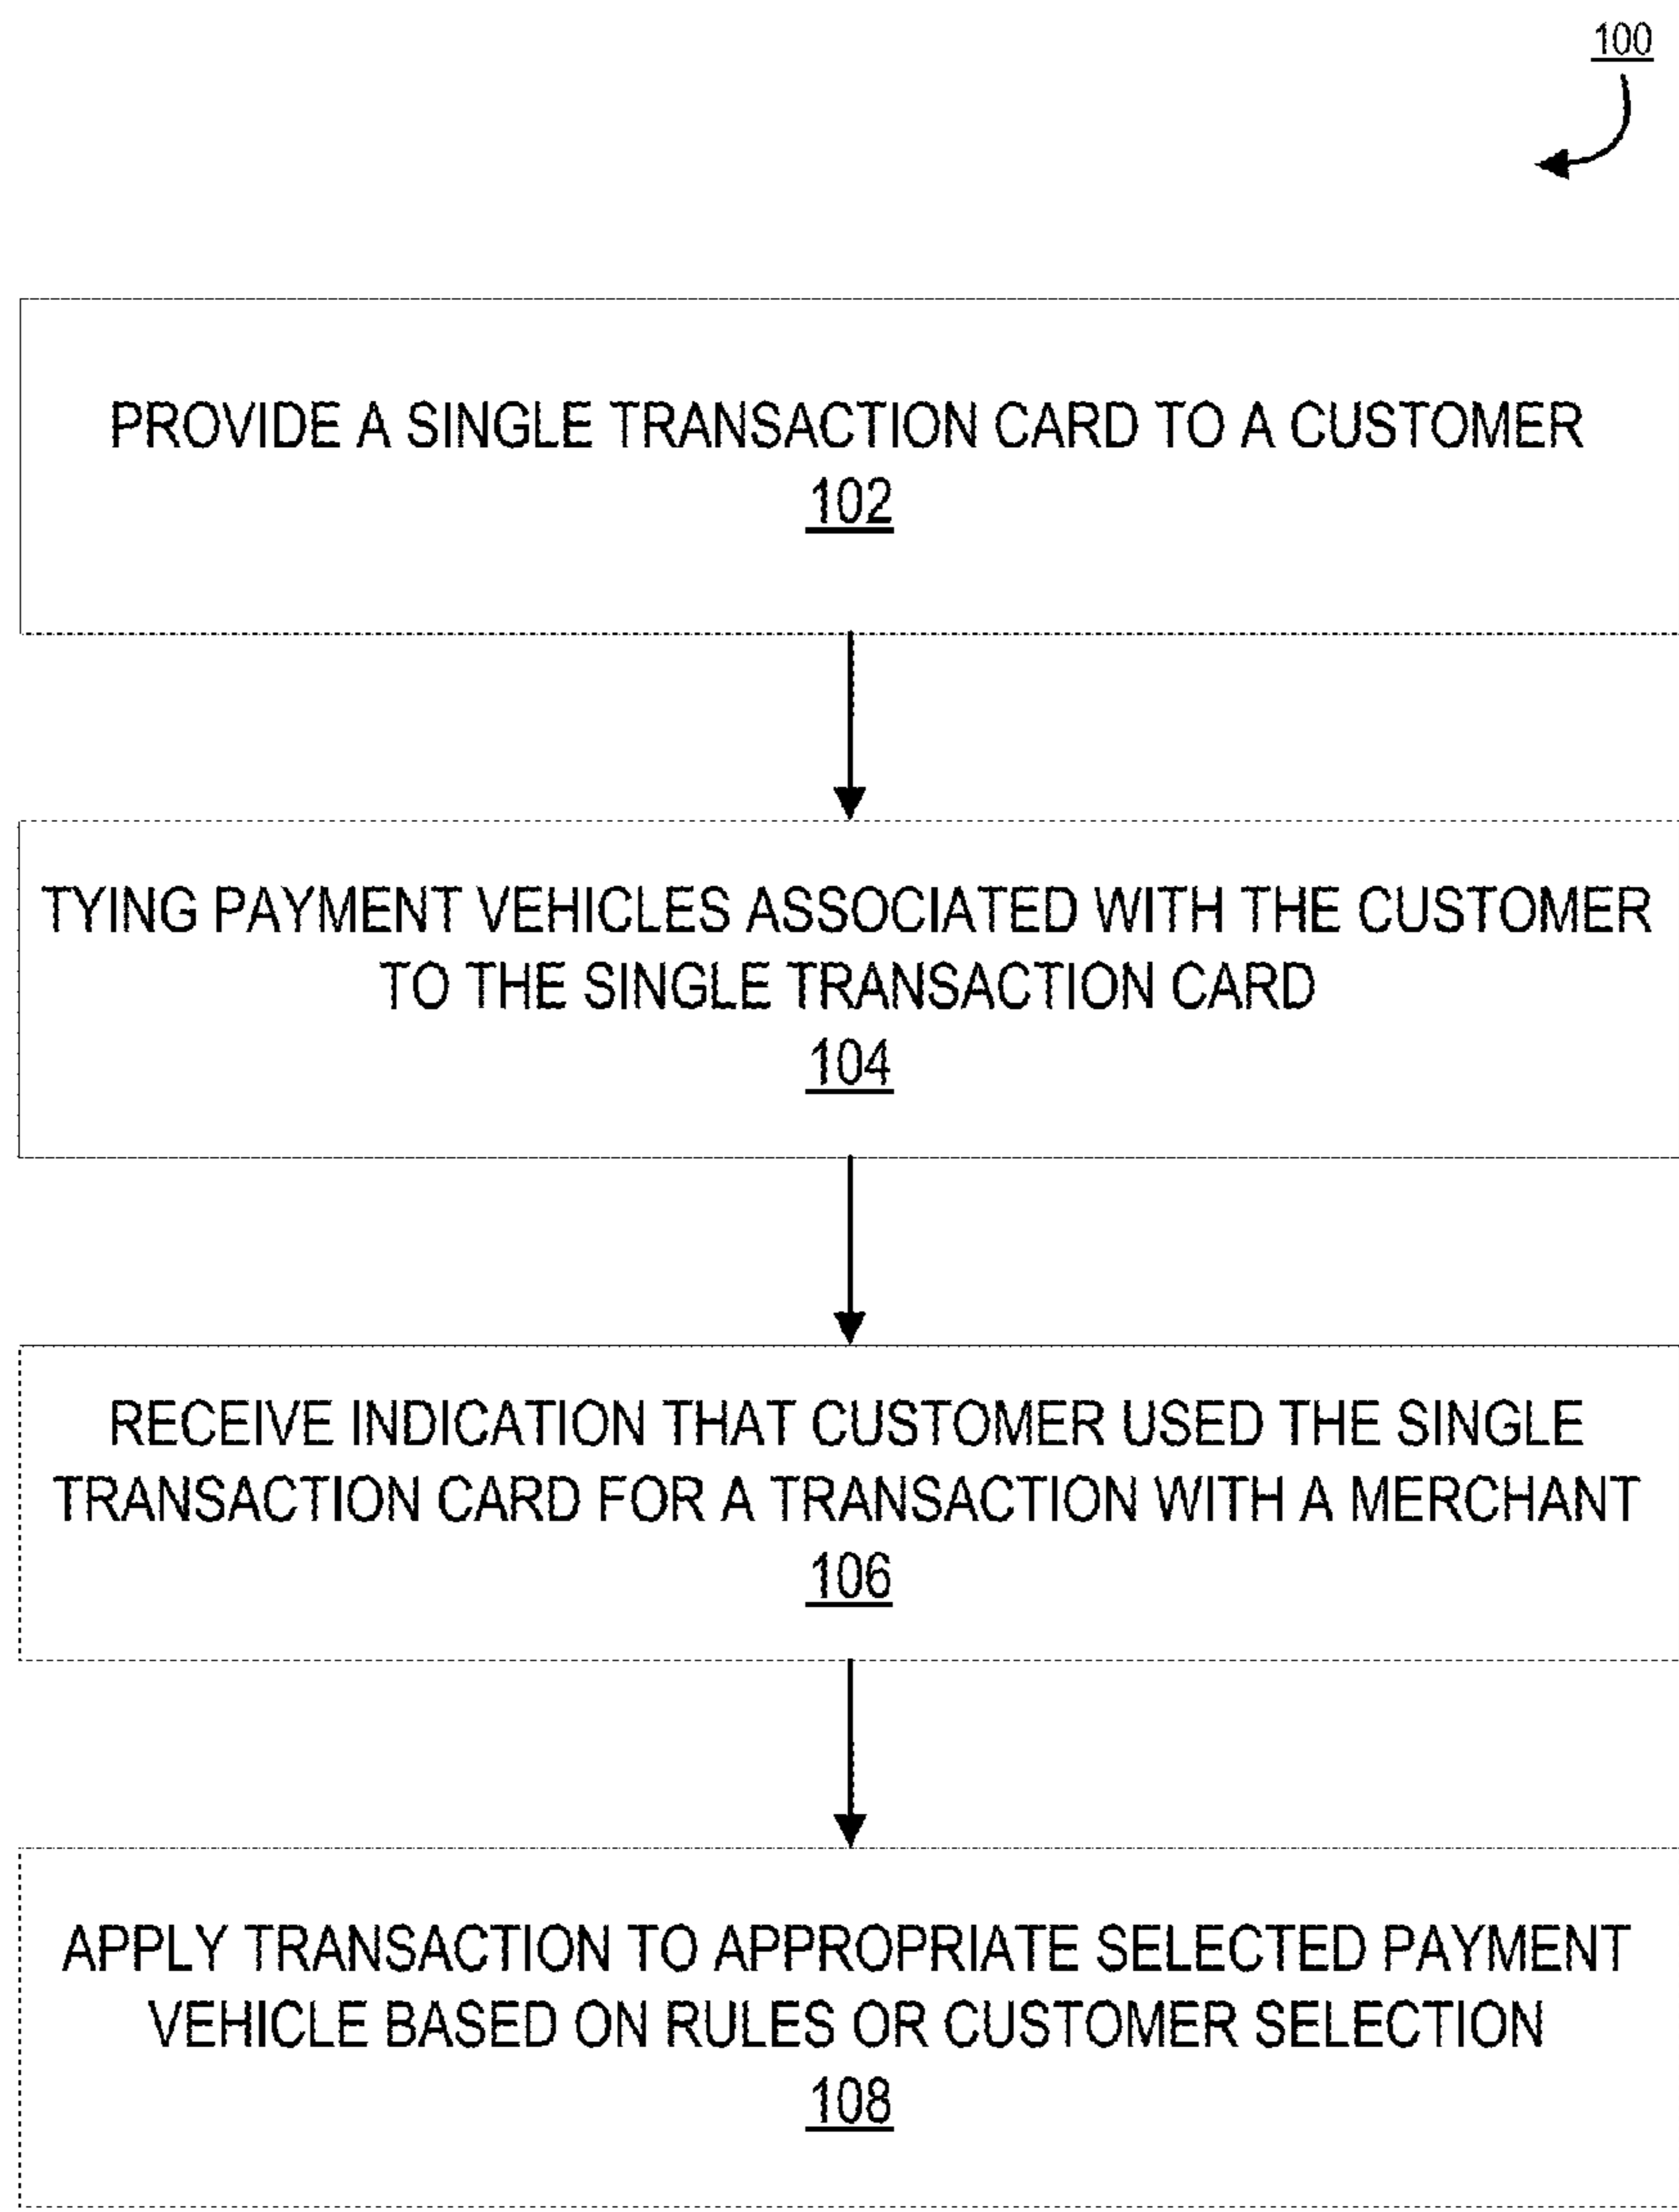 100
PROVIDE A SINGLE TRANSACTION CARD TO A CUSTOMER
102
TYING PAYMENT VEHICLES ASSOCIATED WITH THE CUSTOMER
TO THE SINGLE TRANSACTION CARD
104
RECEIVE INDICATION THAT CUSTOMER USED THE SINGLE
TRANSACTION CARD FOR A TRANSACTION WITH A MERCHANT
106
APPLY TRANSACTION TO APPROPRIATE SELECTED PAYMENT
VEHICLE BASED ON RULES OR CUSTOMER SELECTION
108